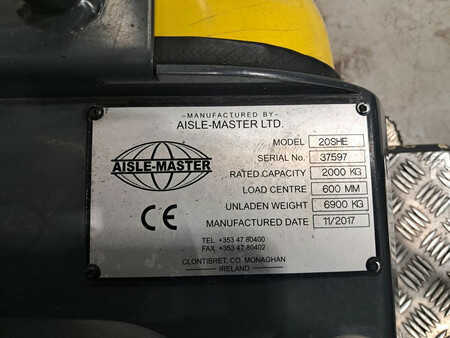 –MANUFACTURED BY–
AISLE-MASTER LTD.
AISLE-MASTER
CE
MODEL 20SHE
SERIAL No. 37597
RATED CAPACITY 2000 KG
LOAD CENTRE 600 MM
UNLADEN WEIGHT 6900 KG
MANUFACTURED DATE 11/2017
TEL +353 47 80400
FAX +353 47 80402
CLONTIBRET, CO. MONAGHAN
–IRELAND–